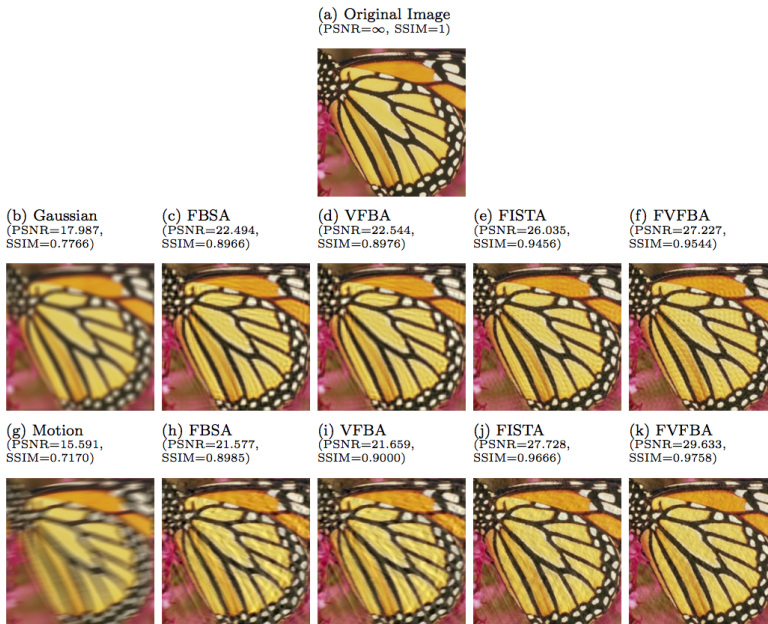 (a) Original Image
(PSNR=∞, SSIM=1)
(b) Gaussian
(PSNR=17.987,
SSIM=0.7766)
(c) FBSA
(PSNR=22.494,
SSIM=0.8966)
(d) VFBA
(PSNR=22.544,
SSIM=0.8976)
(e) FISTA
(PSNR=26.035,
SSIM=0.9456)
(f) FVFBA
(PSNR=27.227,
SSIM=0.9544)
(g) Motion
(PSNR=15.591,
SSIM=0.7170)
(h) FBSA
(PSNR=21.577,
SSIM=0.8985)
(i) VFBA
(PSNR=21.659,
SSIM=0.9000)
(j) FISTA
(PSNR=27.728,
SSIM=0.9666)
(k) FVFBA
(PSNR=29.633,
SSIM=0.9758)